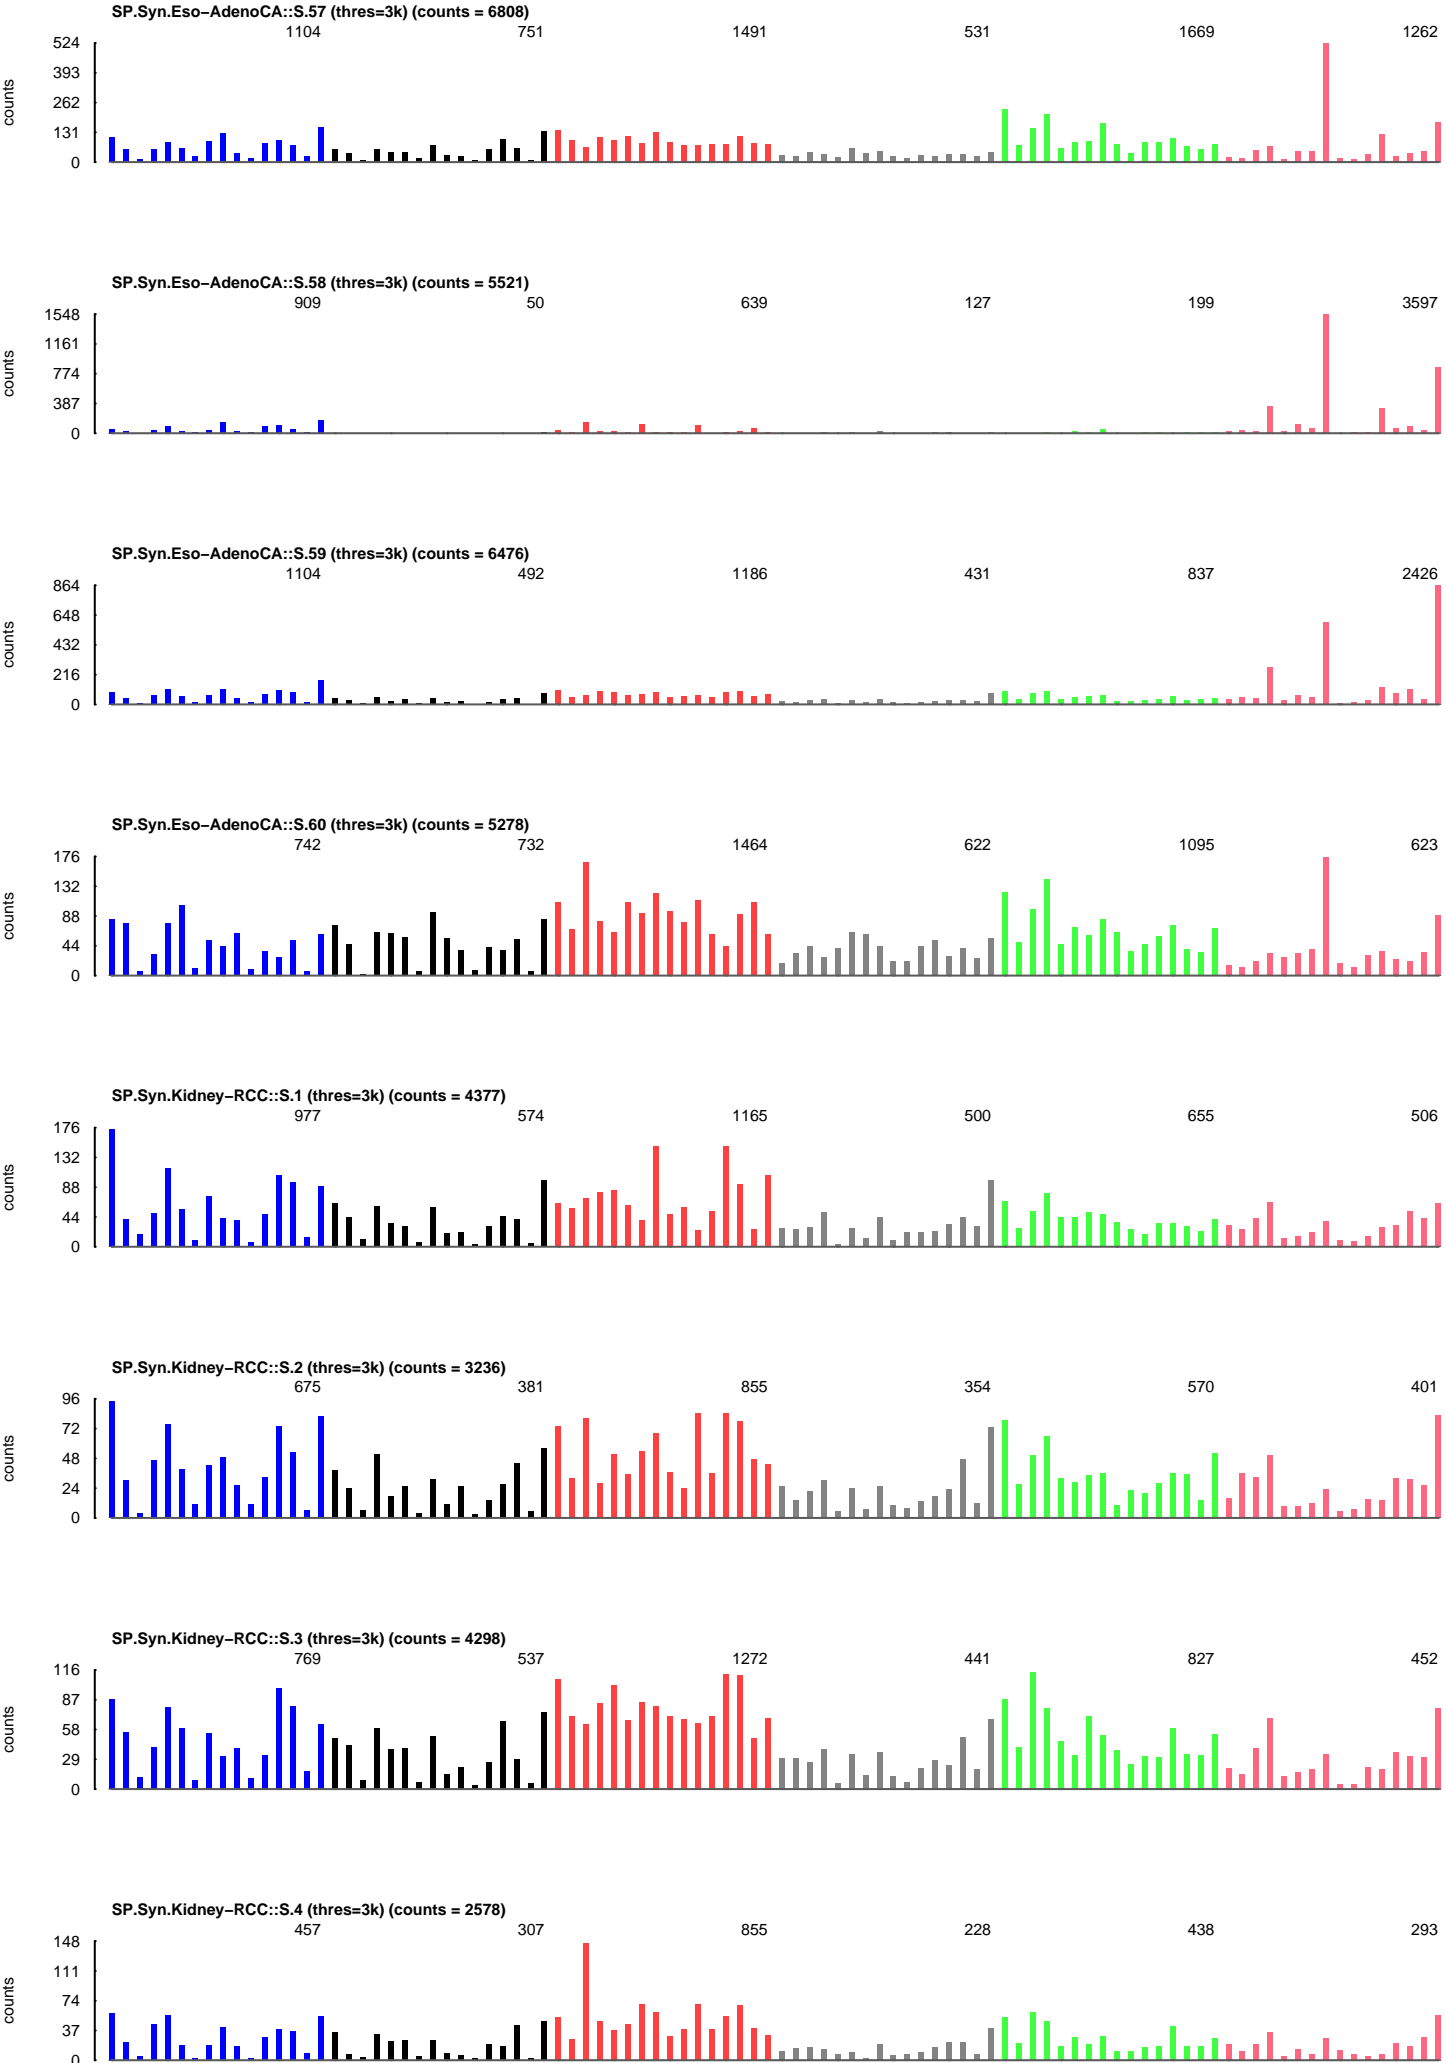 SP.Syn.Eso−AdenoCA::S.57 (thres=3k) (counts = 6808)
1104 751 1491 531 1669 1262
524
393
262
131
0
counts
SP.Syn.Eso−AdenoCA::S.58 (thres=3k) (counts = 5521)
909 50 639 127 199 3597
1548
1161
774
387
0
counts
SP.Syn.Eso−AdenoCA::S.59 (thres=3k) (counts = 6476)
1104 492 1186 431 837 2426
864
648
432
216
0
counts
SP.Syn.Eso−AdenoCA::S.60 (thres=3k) (counts = 5278)
742 732 1464 622 1095 623
176
132
88
44
0
counts
SP.Syn.Kidney−RCC::S.1 (thres=3k) (counts = 4377)
977 574 1165 500 655 506
176
132
88
44
0
counts
SP.Syn.Kidney−RCC::S.2 (thres=3k) (counts = 3236)
675 381 855 354 570 401
96
72
48
24
0
counts
SP.Syn.Kidney−RCC::S.3 (thres=3k) (counts = 4298)
769 537 1272 441 827 452
116
87
58
29
0
counts
SP.Syn.Kidney−RCC::S.4 (thres=3k) (counts = 2578)
457 307 855 228 438 293
148
111
74
37
0
counts